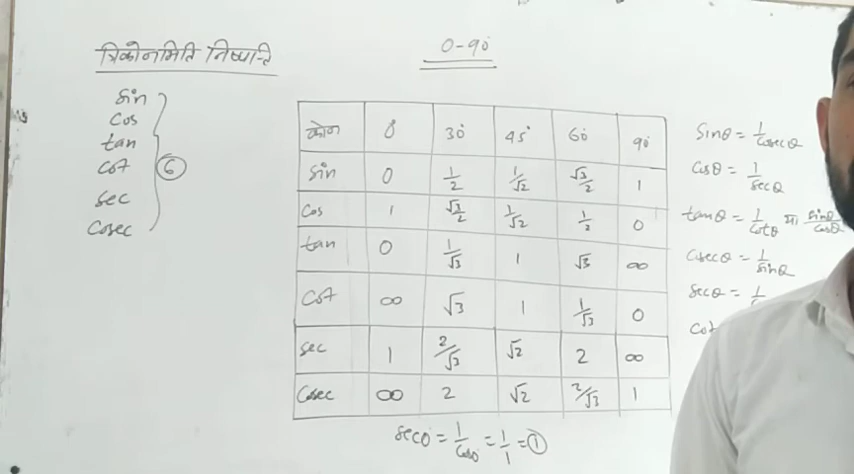 त्रिकोनमिति निष्पत्ति
0-90°
sin
cos
tan
cot
sec
cosec
6
कोन 0° 30° 45° 60° 90°
sin 0 1/2 1/√2 √3/2 1
cos 1 √3/2 1/√2 1/2 0
tan 0 1/√3 1 √3 ∞
cot ∞ √3 1 1/√3 0
sec 1 2/√3 √2 2 ∞
Cosec ∞ 2 √2 2/√3 1
secO = 1/cosO = 1/1 = 1
Sinθ = 1/cosecθ
cosθ = 1/secθ
tanθ = 1/cotθ या sinθ/cosθ
cosecθ = 1/sinθ
secθ = 1/
cot